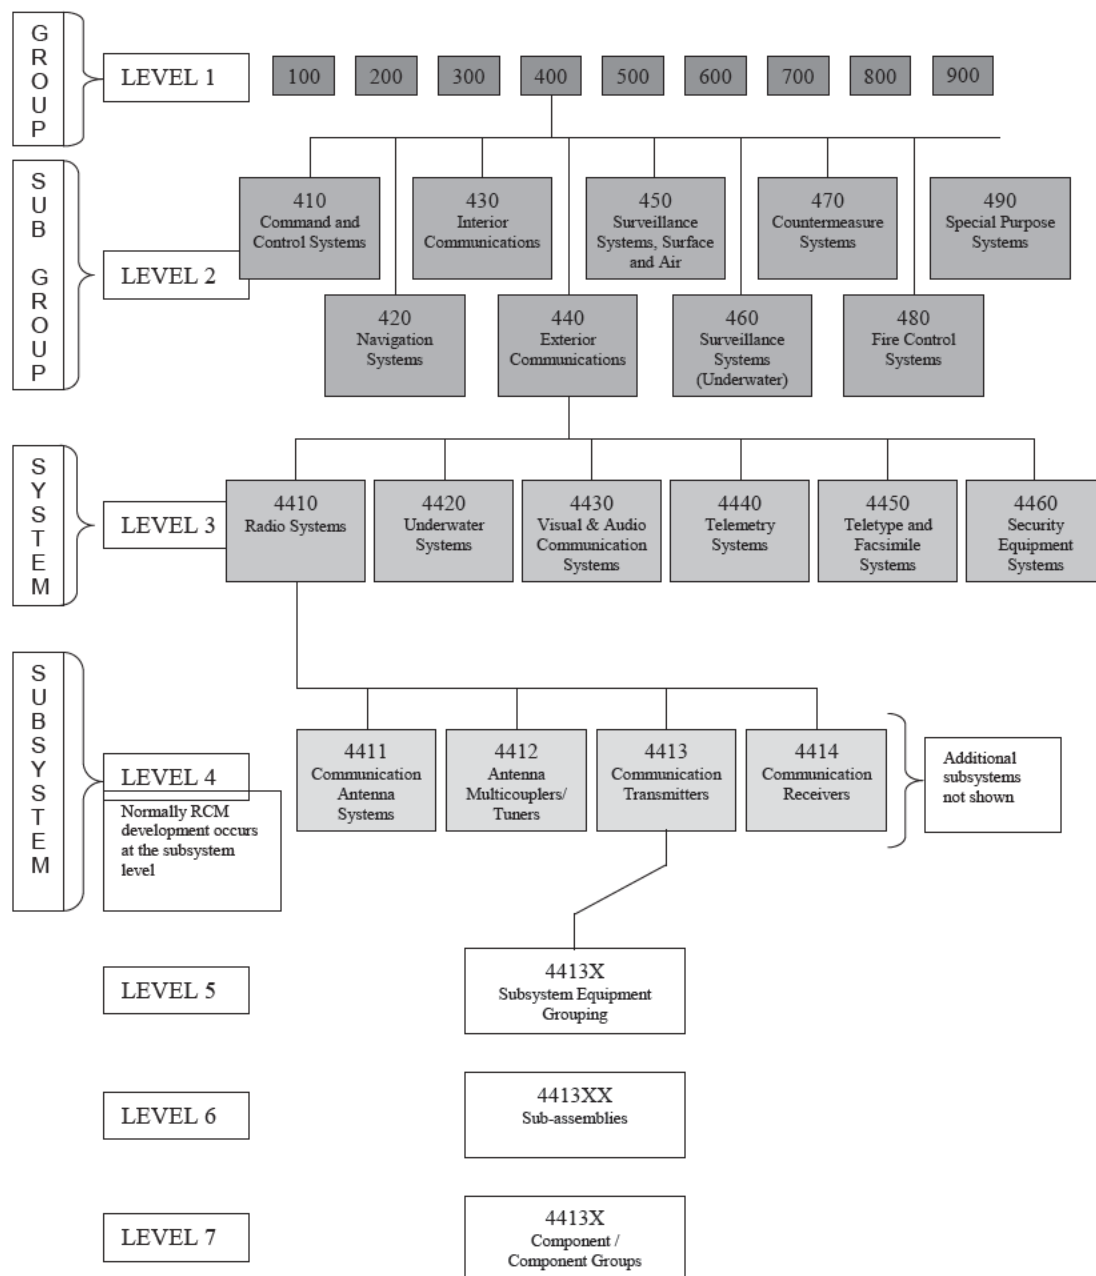 GROUP
LEVEL 1
100
200
300
400
500
600
700
800
900
SUB GROUP
LEVEL 2
410
Command and
Control Systems
430
Interior
Communications
450
Surveillance
Systems, Surface
and Air
470
Countermeasure
Systems
490
Special Purpose
Systems
420
Navigation
Systems
440
Exterior
Communications
460
Surveillance
Systems
(Underwater)
480
Fire Control
Systems
SYSTEM
LEVEL 3
4410
Radio Systems
4420
Underwater
Systems
4430
Visual & Audio
Communication
Systems
4440
Telemetry
Systems
4450
Teletype and
Facsimile
Systems
4460
Security
Equipment
Systems
SUBSYSTEM
LEVEL 4
Normally RCM
development occurs
at the subsystem
level
4411
Communication
Antenna
Systems
4412
Antenna
Multicouplers/
Tuners
4413
Communication
Transmitters
4414
Communication
Receivers
Additional
subsystems
not shown
LEVEL 5
4413X
Subsystem Equipment
Grouping
LEVEL 6
4413XX
Sub-assemblies
LEVEL 7
4413X
Component /
Component Groups